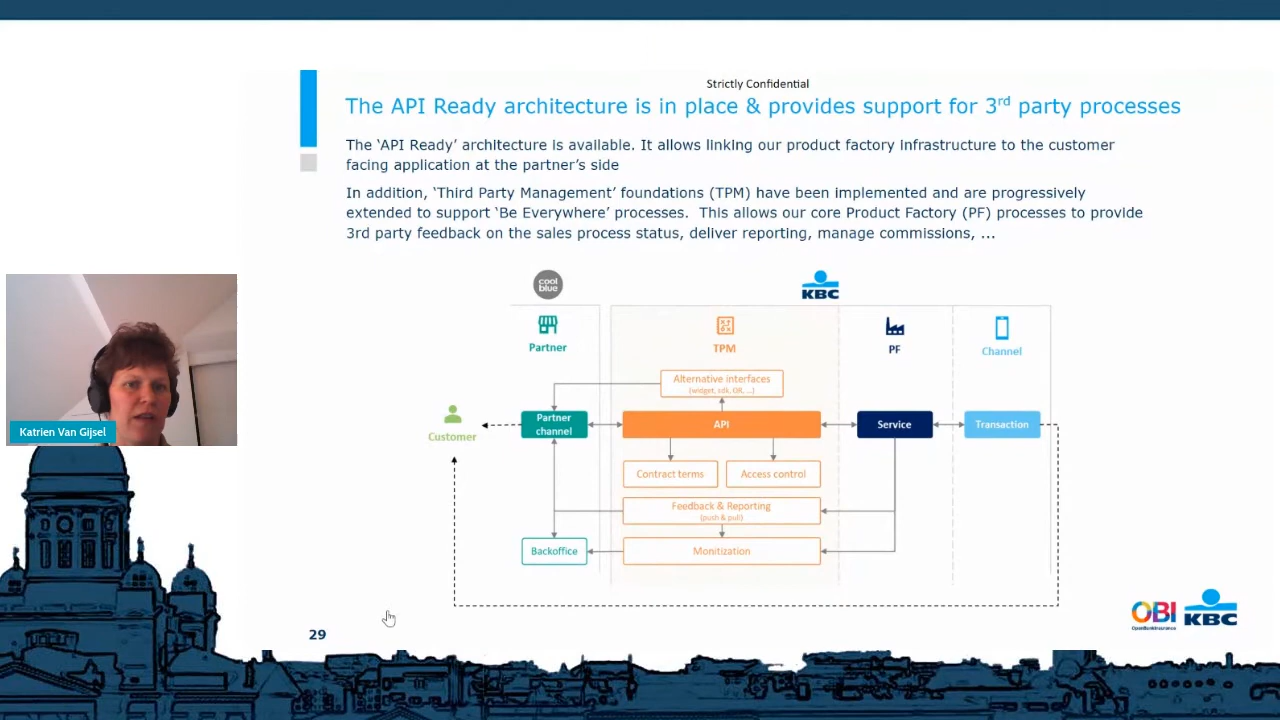 Strictly Confidential
The API Ready architecture is in place & provides support for 3rd party processes
The ‘API Ready’ architecture is available. It allows linking our product factory infrastructure to the customer
facing application at the partner’s side
In addition, ‘Third Party Management’ foundations (TPM) have been implemented and are progressively
extended to support ‘Be Everywhere’ processes.  This allows our core Product Factory (PF) processes to provide
3rd party feedback on the sales process status, deliver reporting, manage commissions, ...
cool
blue
KBC
Partner
TPM
PF
Channel
Alternative interfaces
(widget, sdk, QR, ...)
Customer
Partner
channel
API
Service
Transaction
Contract terms
Access control
Feedback & Reporting
(push & pull)
Backoffice
Monitization
Katrien Van Gijsel
29
OBI
OpenBankInsurance
KBC